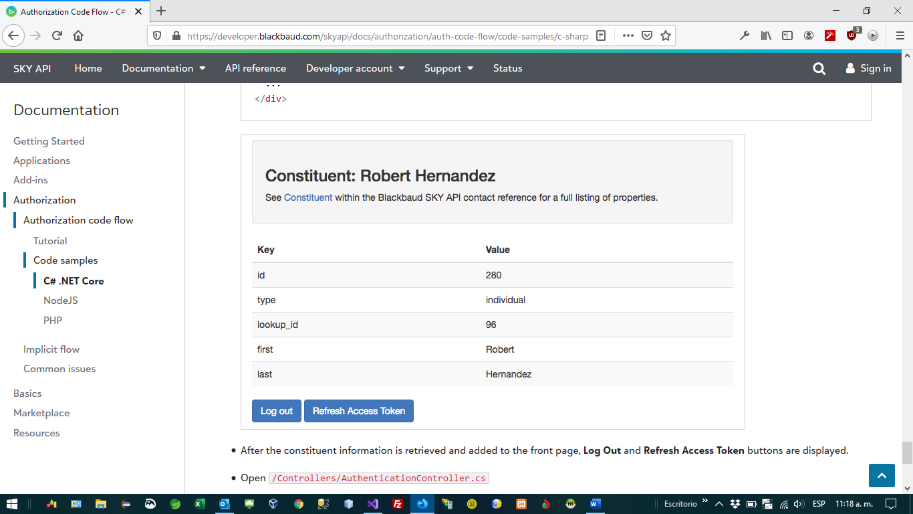 Authorization Code Flow - C#
https://developer.blackbaud.com/skyapi/docs/authorization/auth-code-flow/code-samples/c-sharp
3
SKY API Home Documentation API reference Developer account Support Status Sign in
Documentation
Getting Started
Applications
Add-ins
Authorization
Authorization code flow
Tutorial
Code samples
C# .NET Core
NodeJS
PHP
Implicit flow
Common issues
Basics
Marketplace
Resources
...
</div>
Constituent: Robert Hernandez
See Constituent within the Blackbaud SKY API contact reference for a full listing of properties.
Key Value
id 280
type individual
lookup_id 96
first Robert
last Hernandez
Log out Refresh Access Token
After the constituent information is retrieved and added to the front page, Log Out and Refresh Access Token buttons are displayed.
Open /Controllers/AuthenticationController.cs
Escritorio ESP 11:18 a. m.